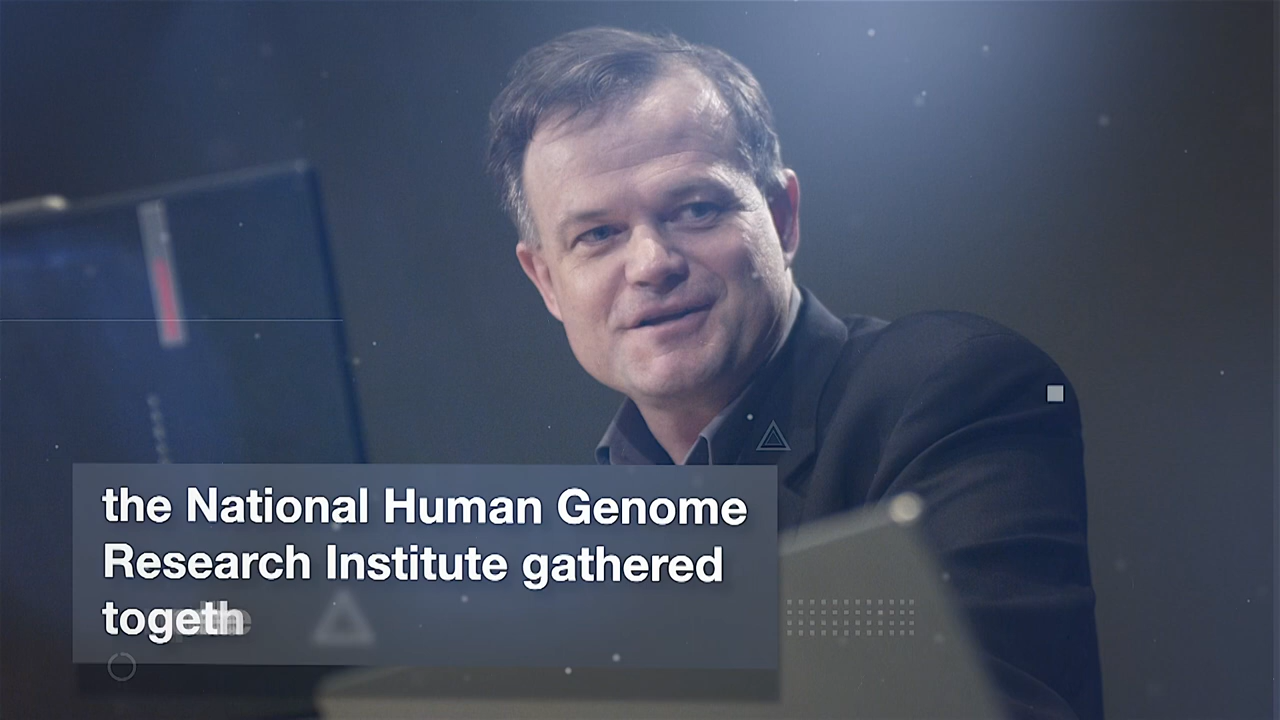 the National Human Genome
Research Institute gathered
togeth